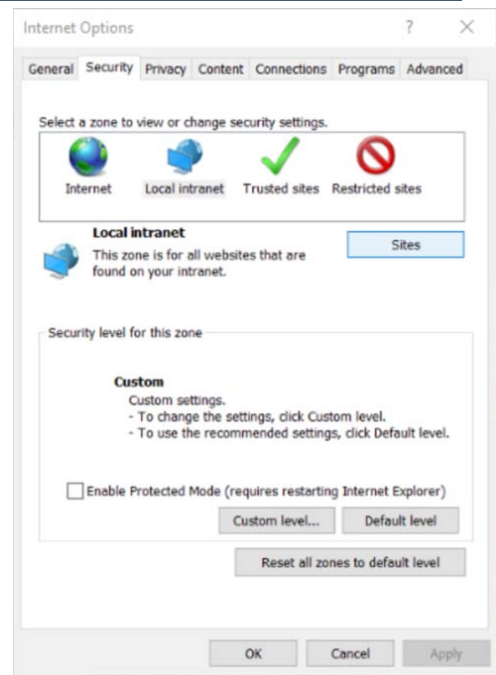 Internet Options ? ×
General Security Privacy Content Connections Programs Advanced
Select a zone to view or change security settings.
Internet Local intranet Trusted sites Restricted sites
Local intranet
This zone is for all websites that are
found on your intranet.
Sites
Security level for this zone
Custom
Custom settings.
- To change the settings, click Custom level.
- To use the recommended settings, click Default level.
Enable Protected Mode (requires restarting Internet Explorer)
Custom level... Default level
Reset all zones to default level
OK Cancel Apply